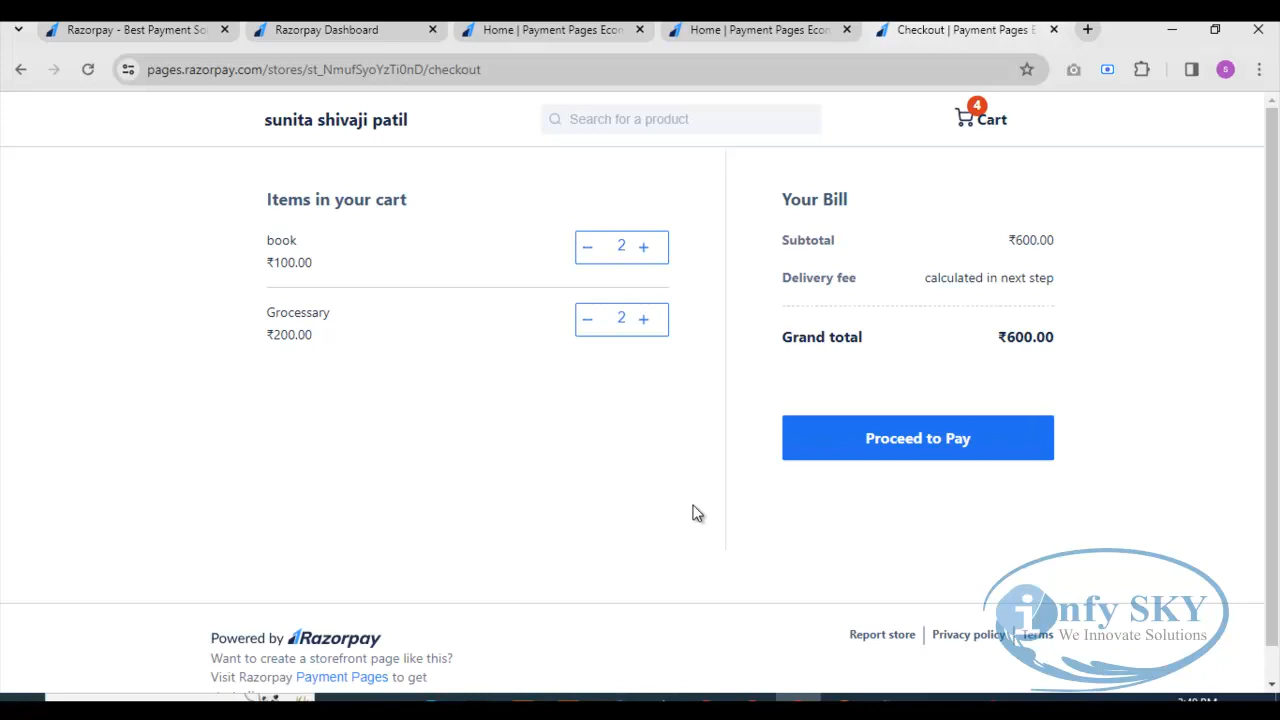 Razorpay - Best Payment So
Razorpay Dashboard
Home | Payment Pages Econ
Home | Payment Pages Econ
Checkout | Payment Pages E
pages.razorpay.com/stores/st_NmufSyoYzTi0nD/checkout
S
sunita shivaji patil
Search for a product
4
Cart
Items in your cart
book
₹100.00
2
Grocessary
₹200.00
2
Your Bill
Subtotal ₹600.00
Delivery fee calculated in next step
Grand total ₹600.00
Proceed to Pay
infy SKY
We Innovate Solutions
Powered by Razorpay
Want to create a storefront page like this?
Visit Razorpay Payment Pages to get
Report store | Privacy policy | Terms